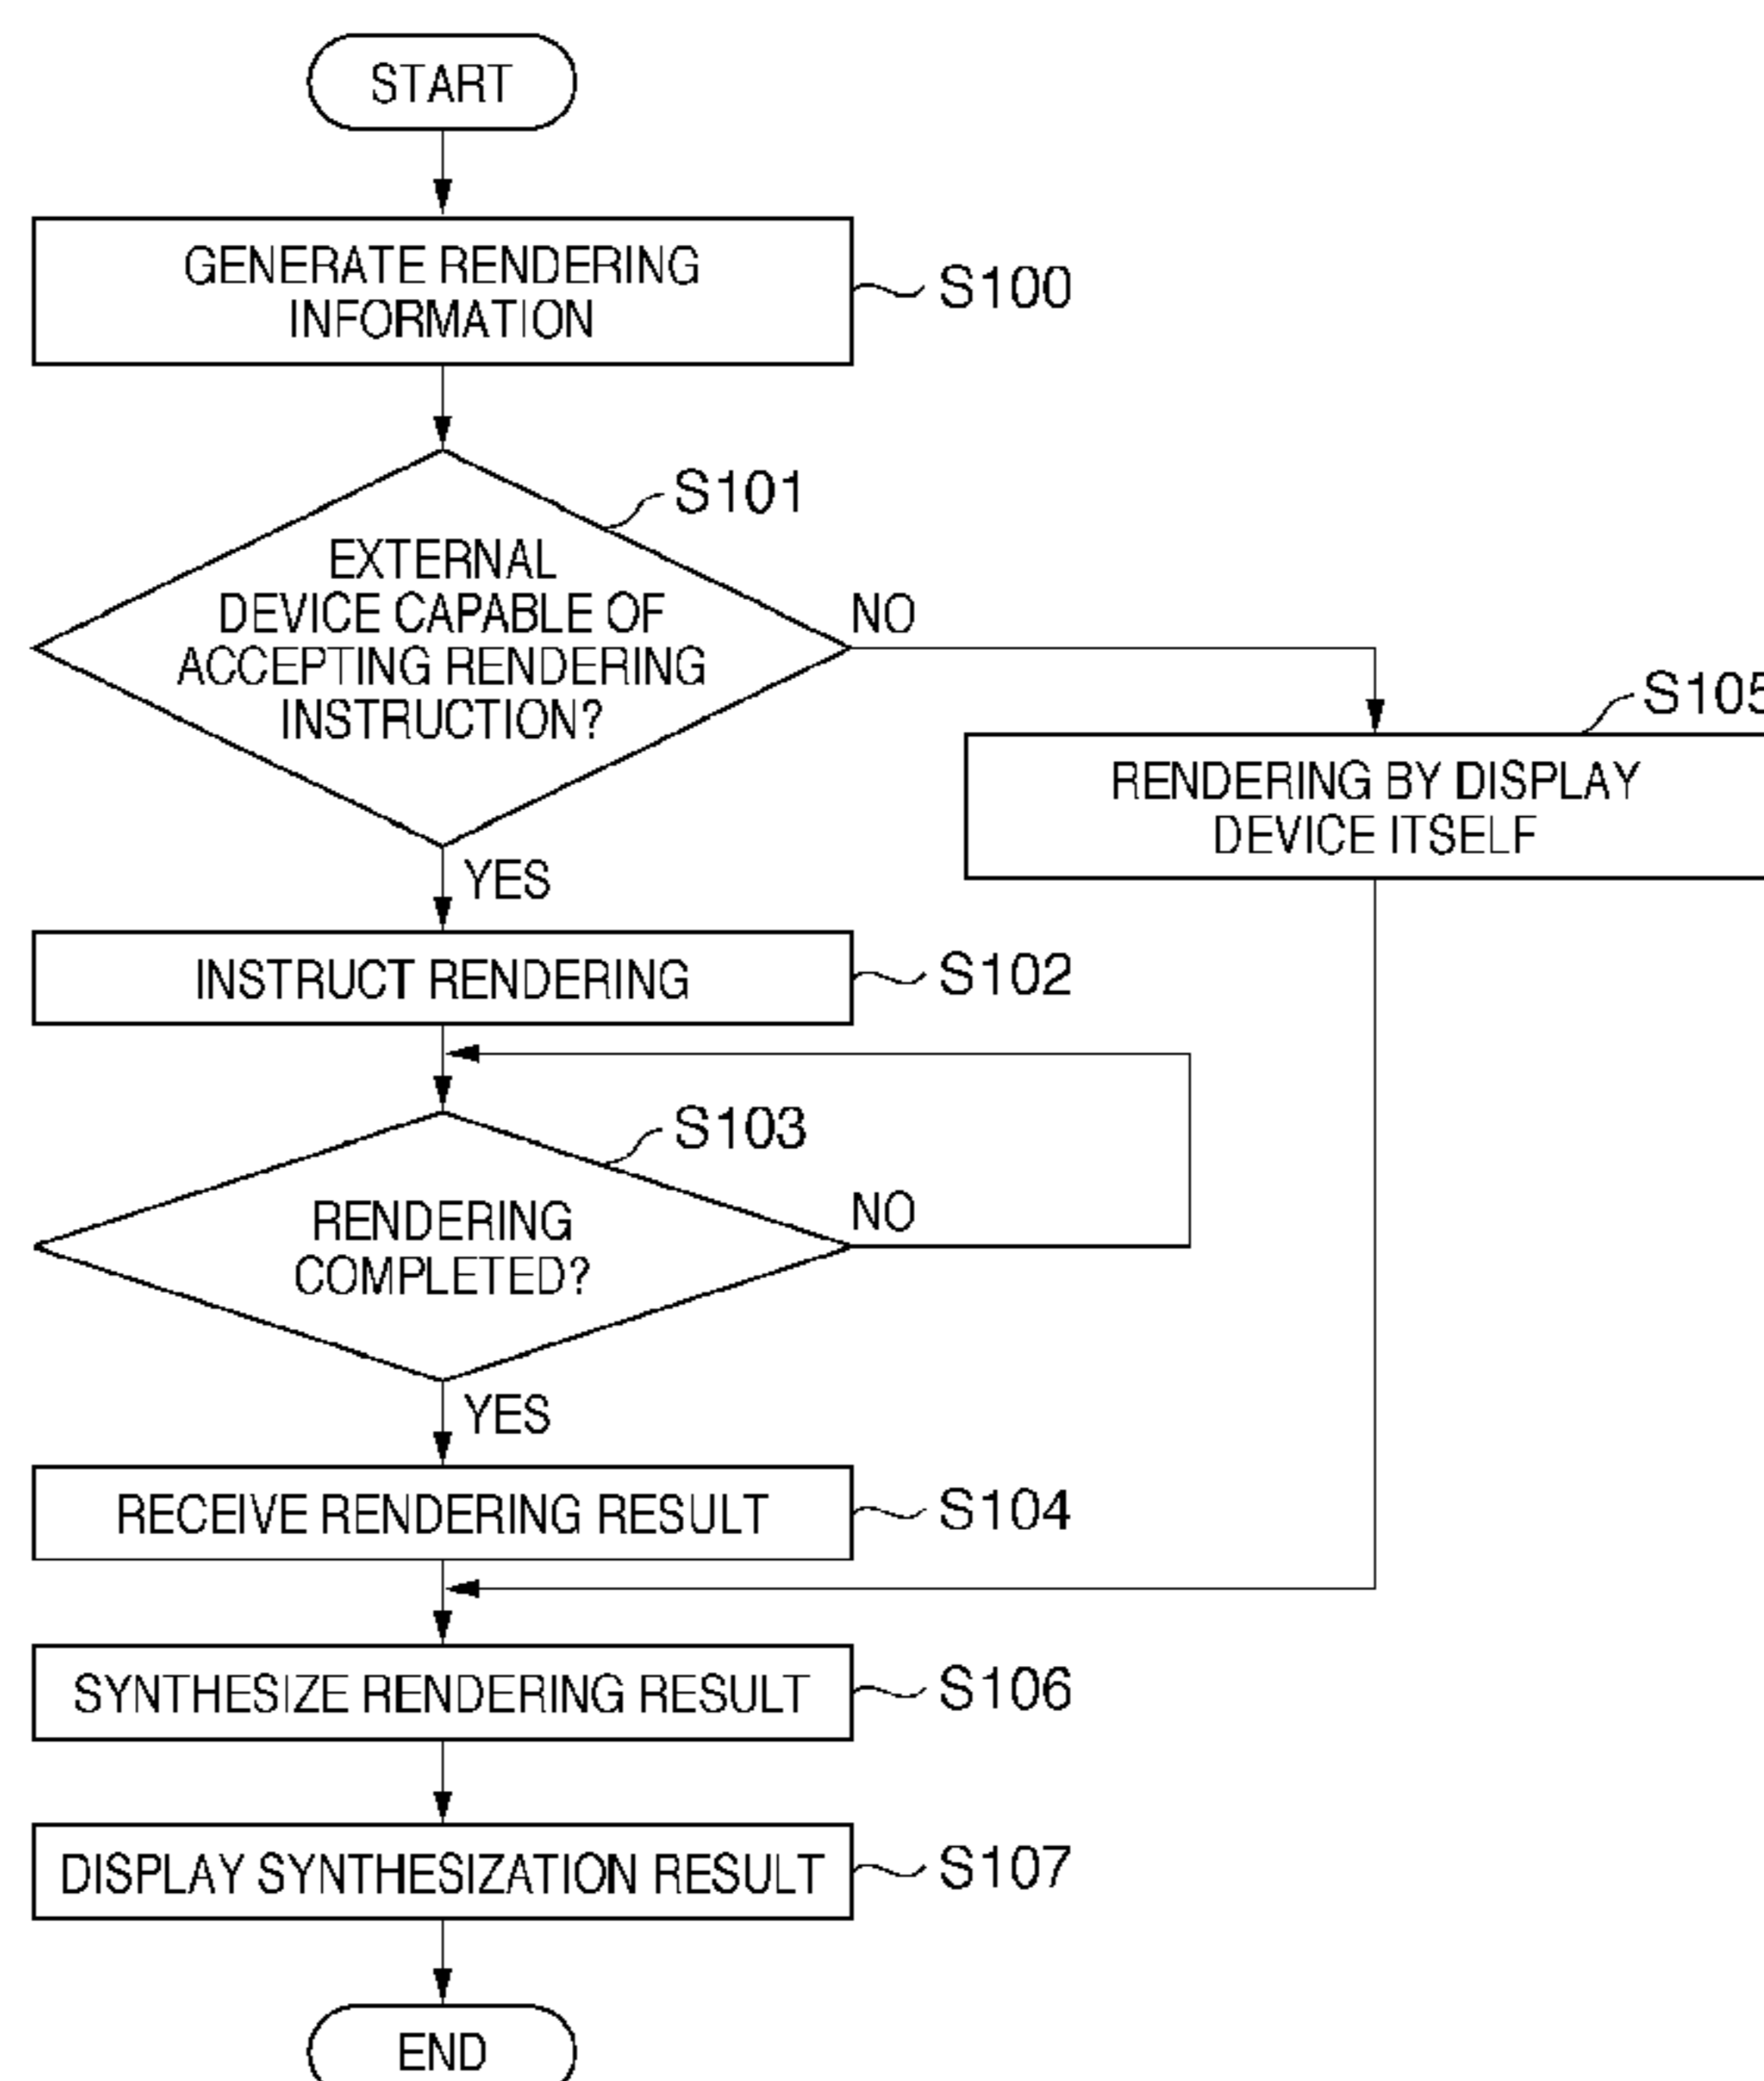 START
GENERATE RENDERING
INFORMATION
S100
S101
EXTERNAL
DEVICE CAPABLE OF
ACCEPTING RENDERING
INSTRUCTION?
NO
YES
S105
RENDERING BY DISPLAY
DEVICE ITSELF
INSTRUCT RENDERING
S102
S103
RENDERING
COMPLETED?
NO
YES
RECEIVE RENDERING RESULT
S104
SYNTHESIZE RENDERING RESULT
S106
DISPLAY SYNTHESIZATION RESULT
S107
END